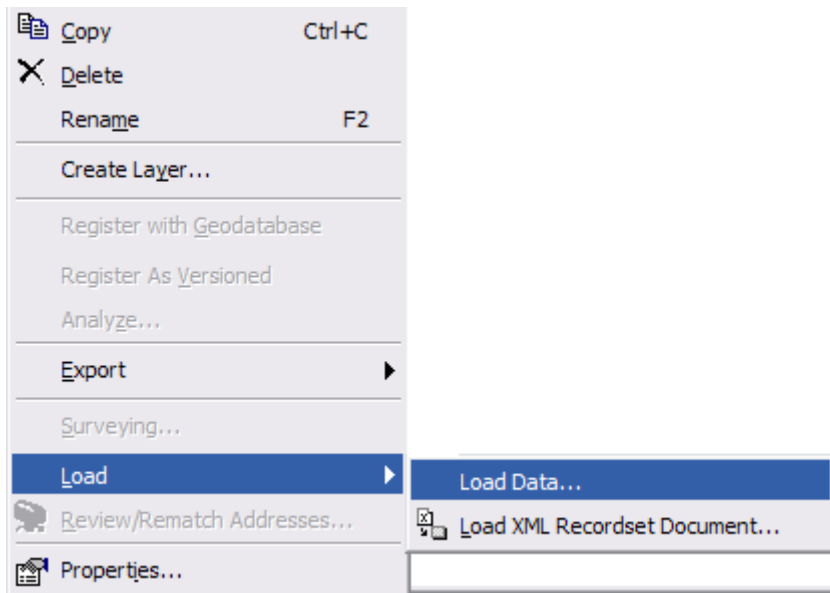 Copy Ctrl+C
Delete
Rename F2
Create Layer...
Register with Geodatabase
Register As Versioned
Analyze...
Export
Surveying...
Load
Load Data...
Review/Rematch Addresses...
Load XML Recordset Document...
Properties...